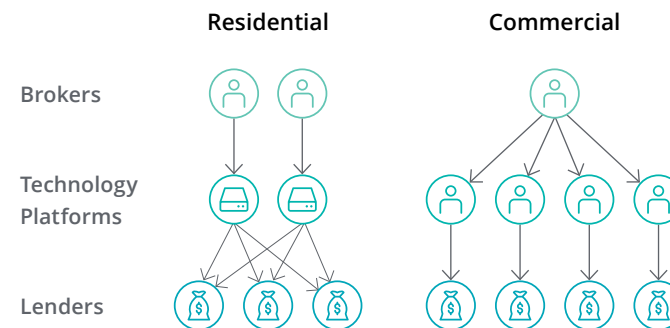 Residential
Commercial
Brokers
Technology
Platforms
Lenders
$ $ $ $ $ $ $